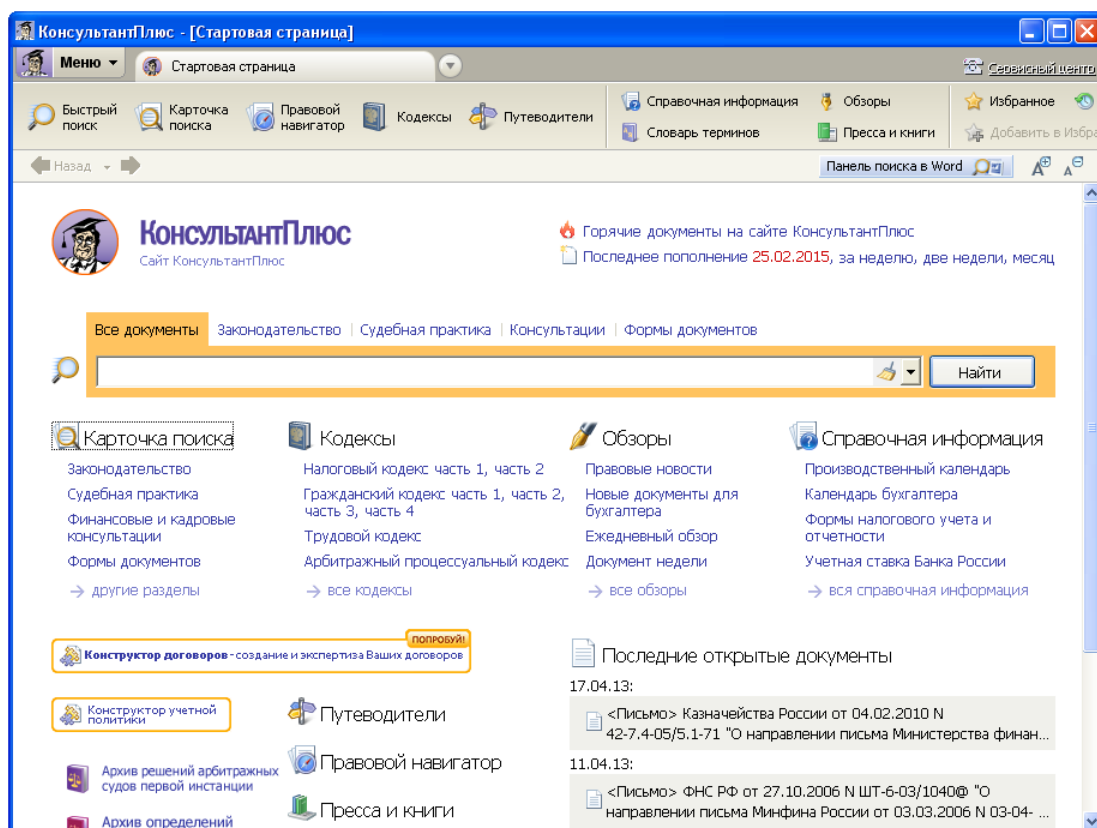 КонсультантПлюс - [Стартовая страница]
Меню
Стартовая страница
Сервисный центр
Быстрый поиск
Карточка поиска
Правовой навигатор
Кодексы
Путеводители
Справочная информация
Словарь терминов
Обзоры
Пресса и книги
Избранное
Добавить в Избра
Назад
Панель поиска в Word
КонсультантПлюс
Сайт КонсультантПлюс
Горячие документы на сайте КонсультантПлюс
Последнее пополнение 25.02.2015, за неделю, две недели, месяц
Все документы
Законодательство | Судебная практика | Консультации | Формы документов
Найти
Карточка поиска
Законодательство
Судебная практика
Финансовые и кадровые
консультации
Формы документов
→ другие разделы
Кодексы
Налоговый кодекс часть 1, часть 2
Гражданский кодекс часть 1, часть 2,
часть 3, часть 4
Трудовой кодекс
Арбитражный процессуальный кодекс
→ все кодексы
Обзоры
Правовые новости
Новые документы для
бухгалтера
Ежедневный обзор
Документ недели
→ все обзоры
Справочная информация
Производственный календарь
Календарь бухгалтера
Формы налогового учета и
отчетности
Учетная ставка Банка России
→ вся справочная информация
ПОПРОБУЙ!
Конструктор договоров - создание и экспертиза Ваших договоров
Конструктор учетной
политики
Архив решений арбитражных
судов первой инстанции
Архив определений
Путеводители
Правовой навигатор
Пресса и книги
Последние открытые документы
17.04.13:
<Письмо> Казначейства России от 04.02.2010 N
42-7.4-05/5.1-71 "О направлении письма Министерства финан...
11.04.13:
<Письмо> ФНС РФ от 27.10.2006 N ШТ-6-03/1040@ "О
направлении письма Минфина России от 03.03.2006 N 03-04- ...